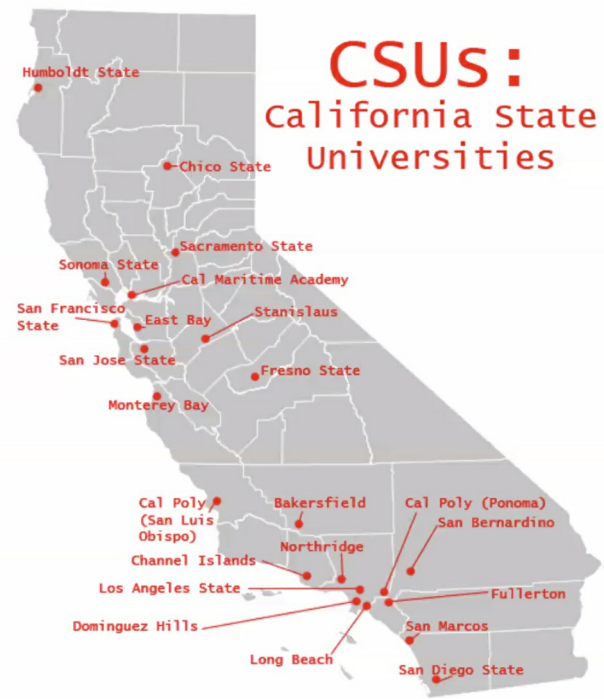 CSUs:
California State
Universities
Humboldt State
Chico State
Sacramento State
Sonoma State
Cal Maritime Academy
San Francisco
State
East Bay
Stanislaus
San Jose State
Fresno State
Monterey Bay
Cal Poly
(San Luis
Obispo)
Bakersfield
Cal Poly (Ponoma)
San Bernardino
Northridge
Channel Islands
Los Angeles State
Fullerton
Dominguez Hills
San Marcos
Long Beach
San Diego State